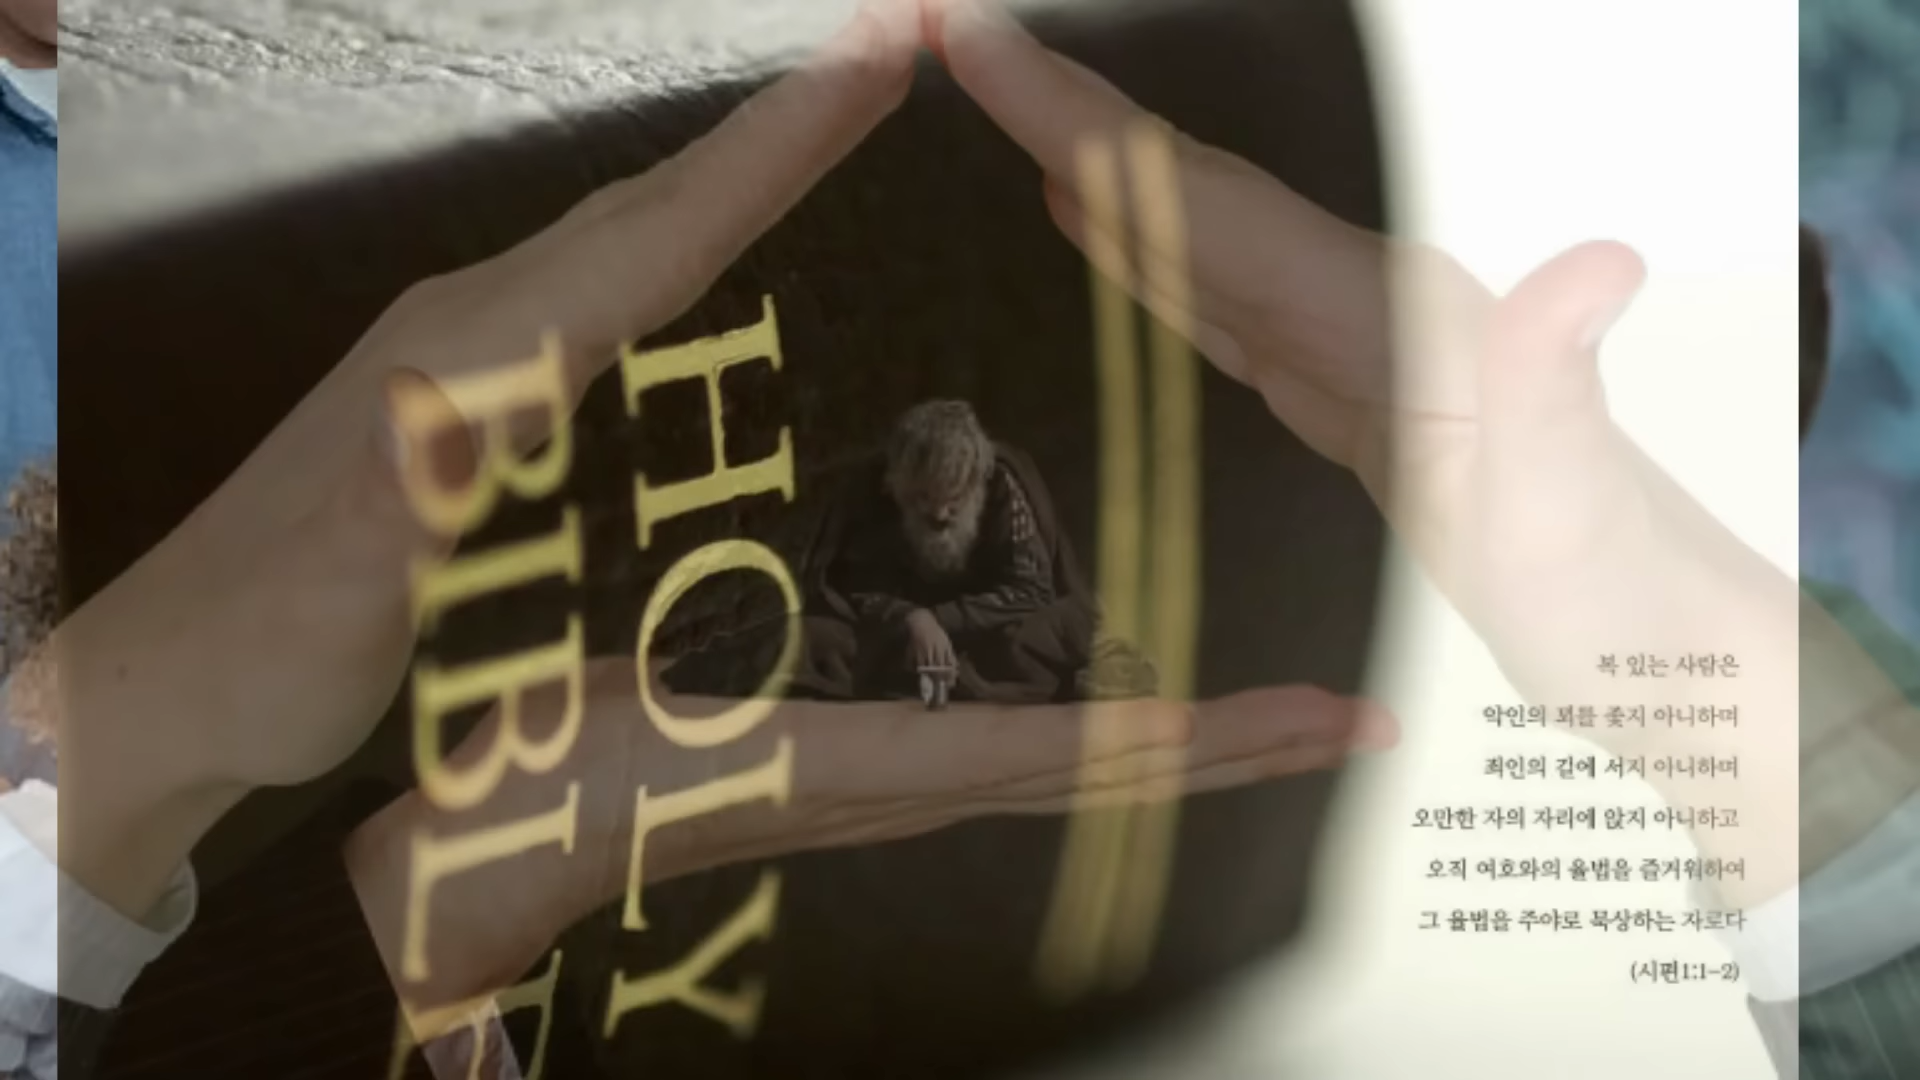 HOLY
BIBLE
복 있는 사람은
악인의 꾀를 좇지 아니하며
죄인의 길에 서지 아니하며
오만한 자의 자리에 앉지 아니하고
오직 여호와의 율법을 즐거워하여
그 율법을 주야로 묵상하는 자로다
(시편1:1-2)